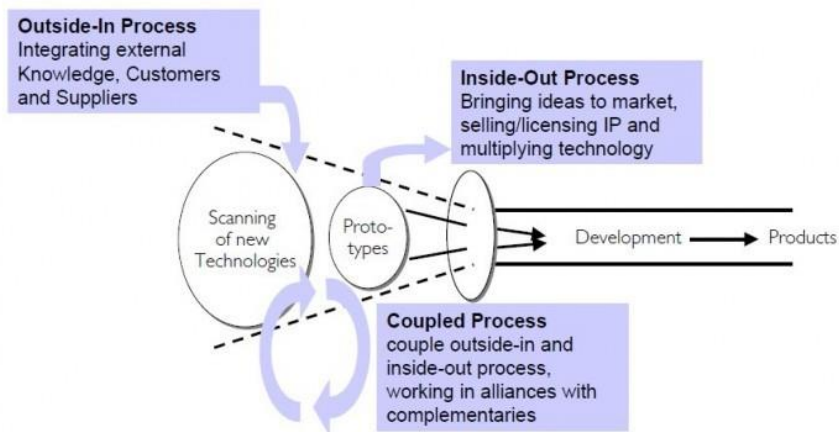 Outside-In Process
Integrating external
Knowledge, Customers
and Suppliers
Inside-Out Process
Bringing ideas to market,
selling/licensing IP and
multiplying technology
Scanning
of new
Technologies
Proto-
types
Development
Products
Coupled Process
couple outside-in and
inside-out process,
working in alliances with
complementaries